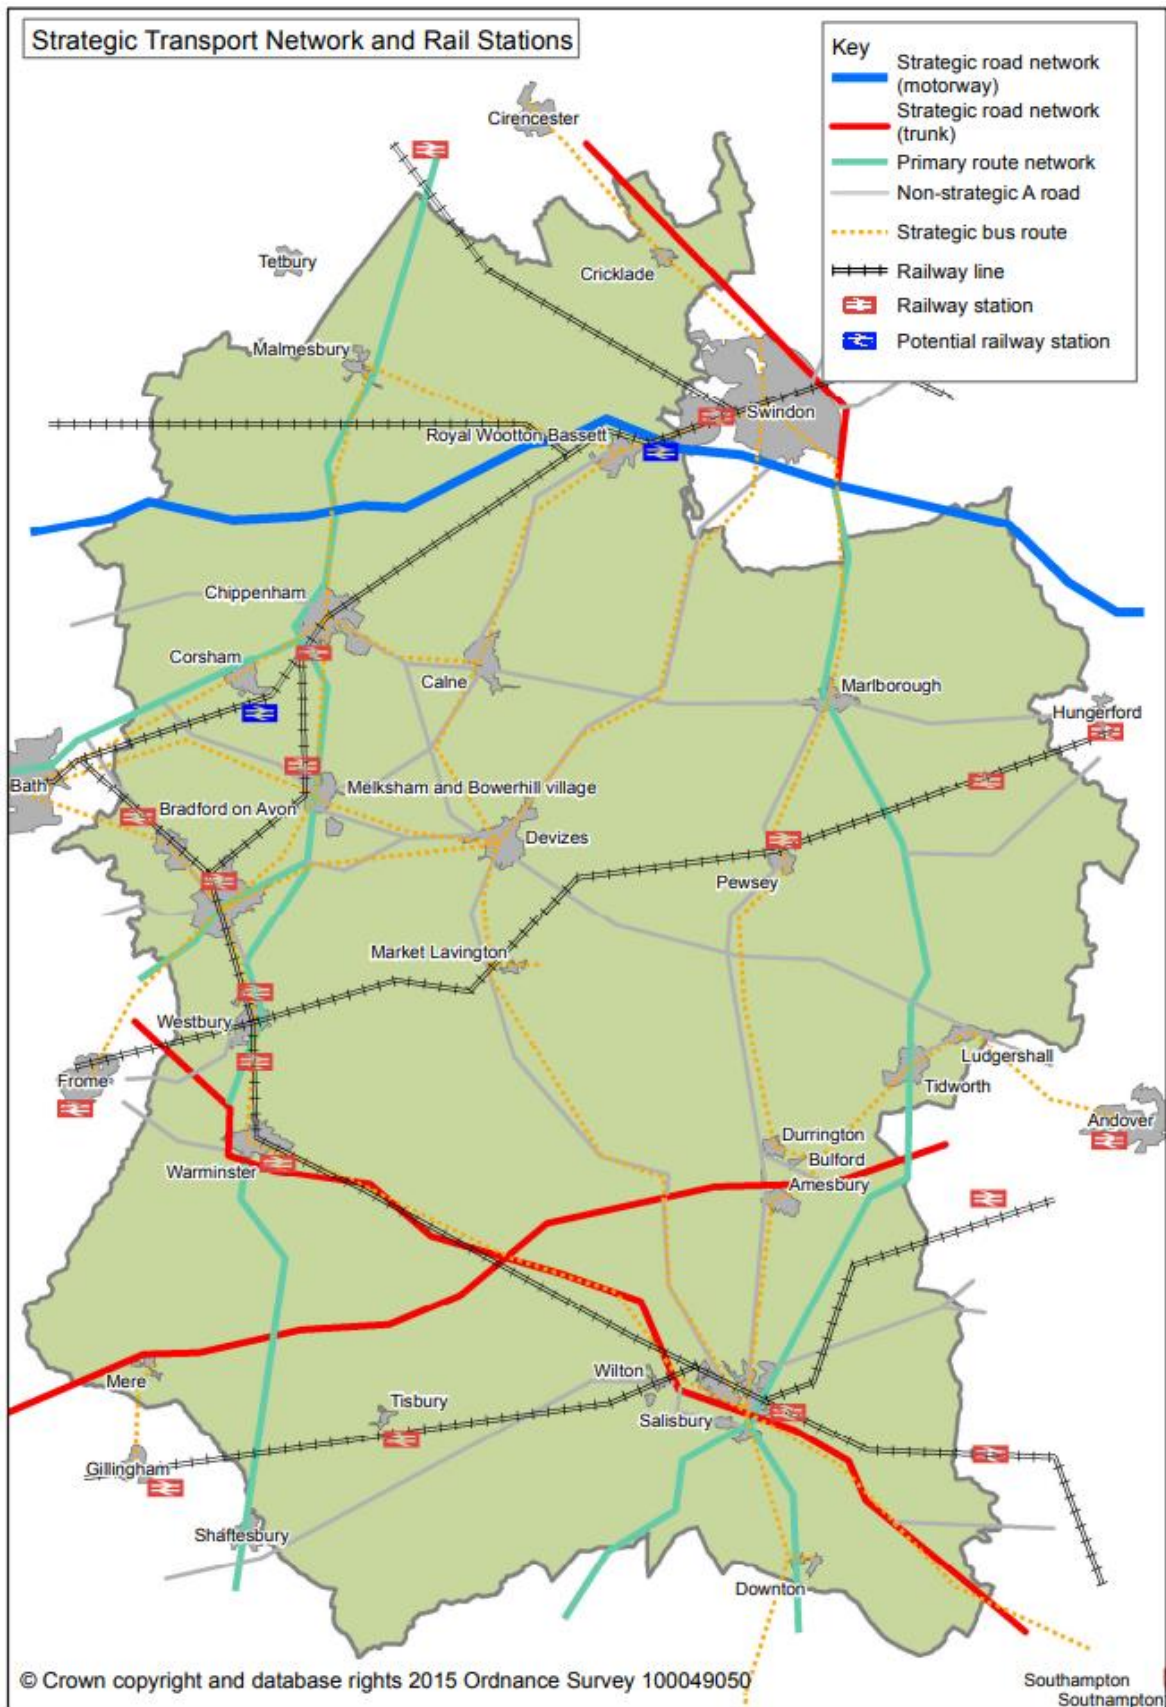 Strategic Transport Network and Rail Stations
Key
Strategic road network
(motorway)
Strategic road network
(trunk)
Primary route network
Non-strategic A road
Strategic bus route
Railway line
Railway station
Potential railway station
Cirencester
Tetbury
Cricklade
Malmesbury
Swindon
Royal Wootton Bassett
Chippenham
Corsham
Calne
Marlborough
Hungerford
Bath
Melksham and Bowerhill village
Bradford on Avon
Devizes
Pewsey
Market Lavington
Westbury
Ludgershall
Frome
Tidworth
Andover
Durrington
Bulford
Warminster
Amesbury
Mere
Wilton
Tisbury
Salisbury
Gillingham
Shaftesbury
Downton
© Crown copyright and database rights 2015 Ordnance Survey 100049050
Southampton
Southampton